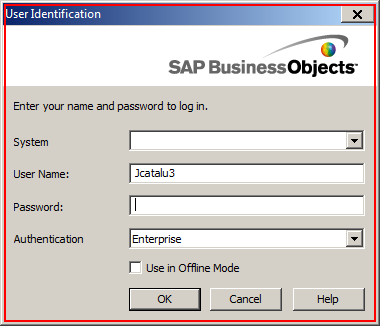 User Identification
SAP BusinessObjects™
Enter your name and password to log in.
System
User Name: Jcatalu3
Password:
Authentication Enterprise
Use in Offline Mode
OK Cancel Help